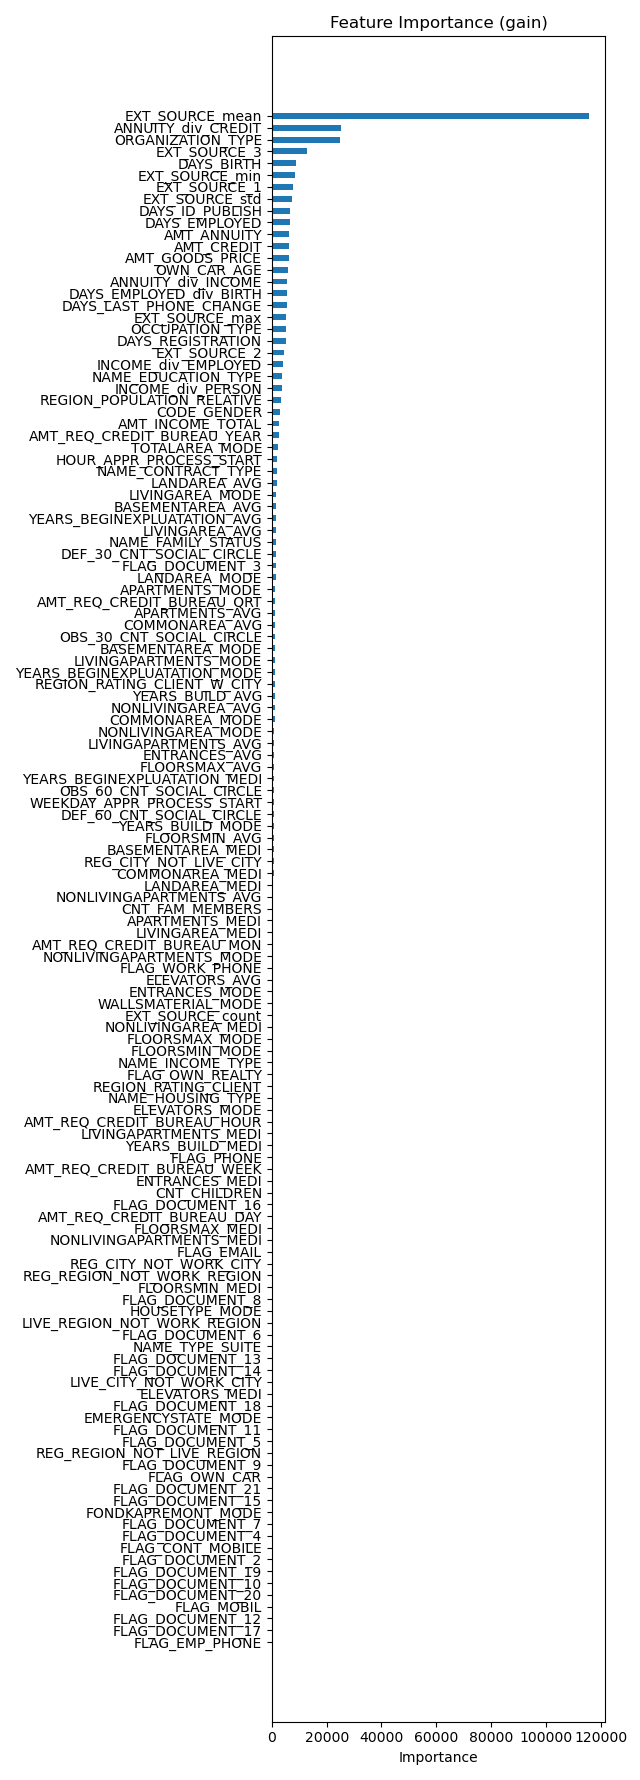 Feature Importance (gain)
EXT_SOURCE_mean
ANNUITY_div_CREDIT
ORGANIZATION_TYPE
EXT_SOURCE_3
DAYS_BIRTH
EXT_SOURCE_min
EXT_SOURCE_1
EXT_SOURCE_std
DAYS_ID_PUBLISH
DAYS_EMPLOYED
AMT_ANNUITY
AMT_CREDIT
AMT_GOODS_PRICE
OWN_CAR_AGE
ANNUITY_div_INCOME
DAYS_EMPLOYED_div_BIRTH
DAYS_LAST_PHONE_CHANGE
EXT_SOURCE_max
OCCUPATION_TYPE
DAYS_REGISTRATION
EXT_SOURCE_2
INCOME_div_EMPLOYED
NAME_EDUCATION_TYPE
INCOME_div_PERSON
REGION_POPULATION_RELATIVE
CODE_GENDER
AMT_INCOME_TOTAL
AMT_REQ_CREDIT_BUREAU_YEAR
TOTALAREA_MODE
HOUR_APPR_PROCESS_START
NAME_CONTRACT_TYPE
LANDAREA_AVG
LIVINGAREA_MODE
BASEMENTAREA_AVG
YEARS_BEGINEXPLUATATION_AVG
LIVINGAREA_AVG
NAME_FAMILY_STATUS
DEF_30_CNT_SOCIAL_CIRCLE
FLAG_DOCUMENT_3
LANDAREA_MODE
APARTMENTS_MODE
AMT_REQ_CREDIT_BUREAU_QRT
APARTMENTS_AVG
COMMONAREA_AVG
OBS_30_CNT_SOCIAL_CIRCLE
BASEMENTAREA_MODE
LIVINGAPARTMENTS_MODE
YEARS_BEGINEXPLUATATION_MODE
REGION_RATING_CLIENT_W_CITY
YEARS_BUILD_AVG
NONLIVINGAREA_AVG
COMMONAREA_MODE
NONLIVINGAREA_MODE
LIVINGAPARTMENTS_AVG
ENTRANCES_AVG
FLOORSMAX_AVG
YEARS_BEGINEXPLUATATION_MEDI
OBS_60_CNT_SOCIAL_CIRCLE
WEEKDAY_APPR_PROCESS_START
DEF_60_CNT_SOCIAL_CIRCLE
YEARS_BUILD_MODE
FLOORSMIN_AVG
BASEMENTAREA_MEDI
REG_CITY_NOT_LIVE_CITY
COMMONAREA_MEDI
LANDAREA_MEDI
NONLIVINGAPARTMENTS_AVG
CNT_FAM_MEMBERS
APARTMENTS_MEDI
LIVINGAREA_MEDI
AMT_REQ_CREDIT_BUREAU_MON
NONLIVINGAPARTMENTS_MODE
FLAG_WORK_PHONE
ELEVATORS_AVG
ENTRANCES_MODE
WALLSMATERIAL_MODE
EXT_SOURCE_count
NONLIVINGAREA_MEDI
FLOORSMAX_MODE
FLOORSMIN_MODE
NAME_INCOME_TYPE
FLAG_OWN_REALTY
REGION_RATING_CLIENT
NAME_HOUSING_TYPE
ELEVATORS_MODE
AMT_REQ_CREDIT_BUREAU_HOUR
LIVINGAPARTMENTS_MEDI
YEARS_BUILD_MEDI
FLAG_PHONE
AMT_REQ_CREDIT_BUREAU_WEEK
ENTRANCES_MEDI
CNT_CHILDREN
FLAG_DOCUMENT_16
AMT_REQ_CREDIT_BUREAU_DAY
FLOORSMAX_MEDI
NONLIVINGAPARTMENTS_MEDI
FLAG_EMAIL
REG_CITY_NOT_WORK_CITY
REG_REGION_NOT_WORK_REGION
FLOORSMIN_MEDI
FLAG_DOCUMENT_8
HOUSETYPE_MODE
LIVE_REGION_NOT_WORK_REGION
FLAG_DOCUMENT_6
NAME_TYPE_SUITE
FLAG_DOCUMENT_13
FLAG_DOCUMENT_14
LIVE_CITY_NOT_WORK_CITY
ELEVATORS_MEDI
FLAG_DOCUMENT_18
EMERGENCYSTATE_MODE
FLAG_DOCUMENT_11
FLAG_DOCUMENT_5
REG_REGION_NOT_LIVE_REGION
FLAG_DOCUMENT_9
FLAG_OWN_CAR
FLAG_DOCUMENT_21
FLAG_DOCUMENT_15
FONDKAPREMONT_MODE
FLAG_DOCUMENT_7
FLAG_DOCUMENT_4
FLAG_CONT_MOBILE
FLAG_DOCUMENT_2
FLAG_DOCUMENT_19
FLAG_DOCUMENT_10
FLAG_DOCUMENT_20
FLAG_MOBIL
FLAG_DOCUMENT_12
FLAG_DOCUMENT_17
FLAG_EMP_PHONE
0 20000 40000 60000 80000 100000 120000
Importance